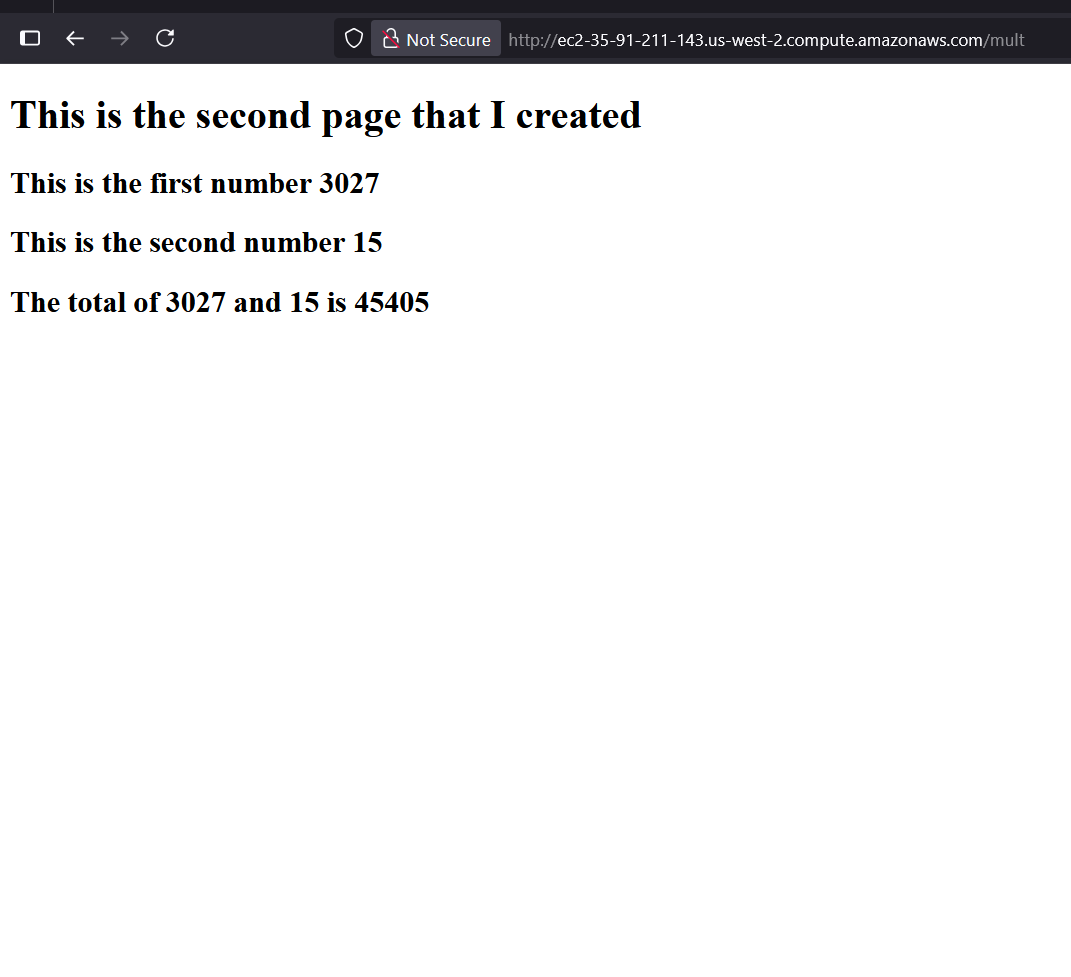 Not Secure http://ec2-35-91-211-143.us-west-2.compute.amazonaws.com/mult
This is the second page that I created
This is the first number 3027
This is the second number 15
The total of 3027 and 15 is 45405